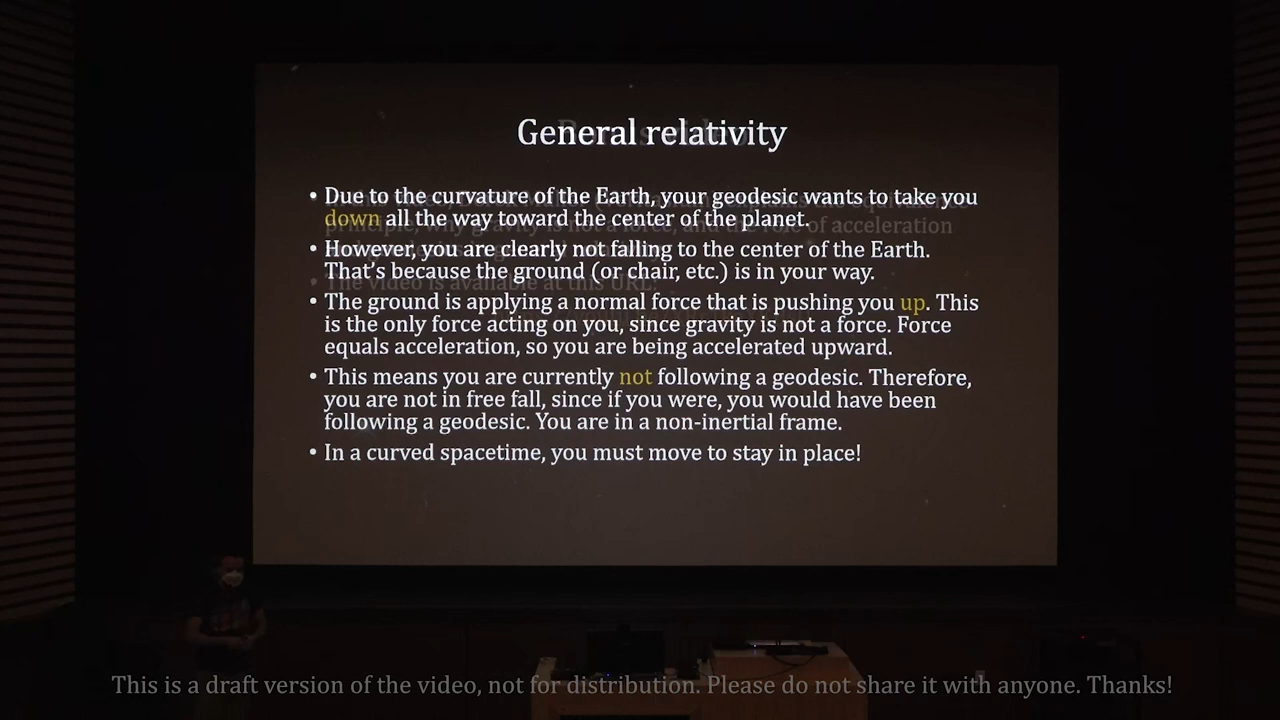 General relativity
• Due to the curvature of the Earth, your geodesic wants to take you
down all the way toward the center of the planet.
• However, you are clearly not falling to the center of the Earth.
That's because the ground (or chair, etc.) is in your way.
• The ground is applying a normal force that is pushing you up. This
is the only force acting on you, since gravity is not a force. Force
equals acceleration, so you are being accelerated upward.
• This means you are currently not following a geodesic. Therefore,
you are not in free fall, since if you were, you would have been
following a geodesic. You are in a non-inertial frame.
• In a curved spacetime, you must move to stay in place!
• The video is available at this URL:
This is a draft version of the video, not for distribution. Please do not share it with anyone. Thanks!